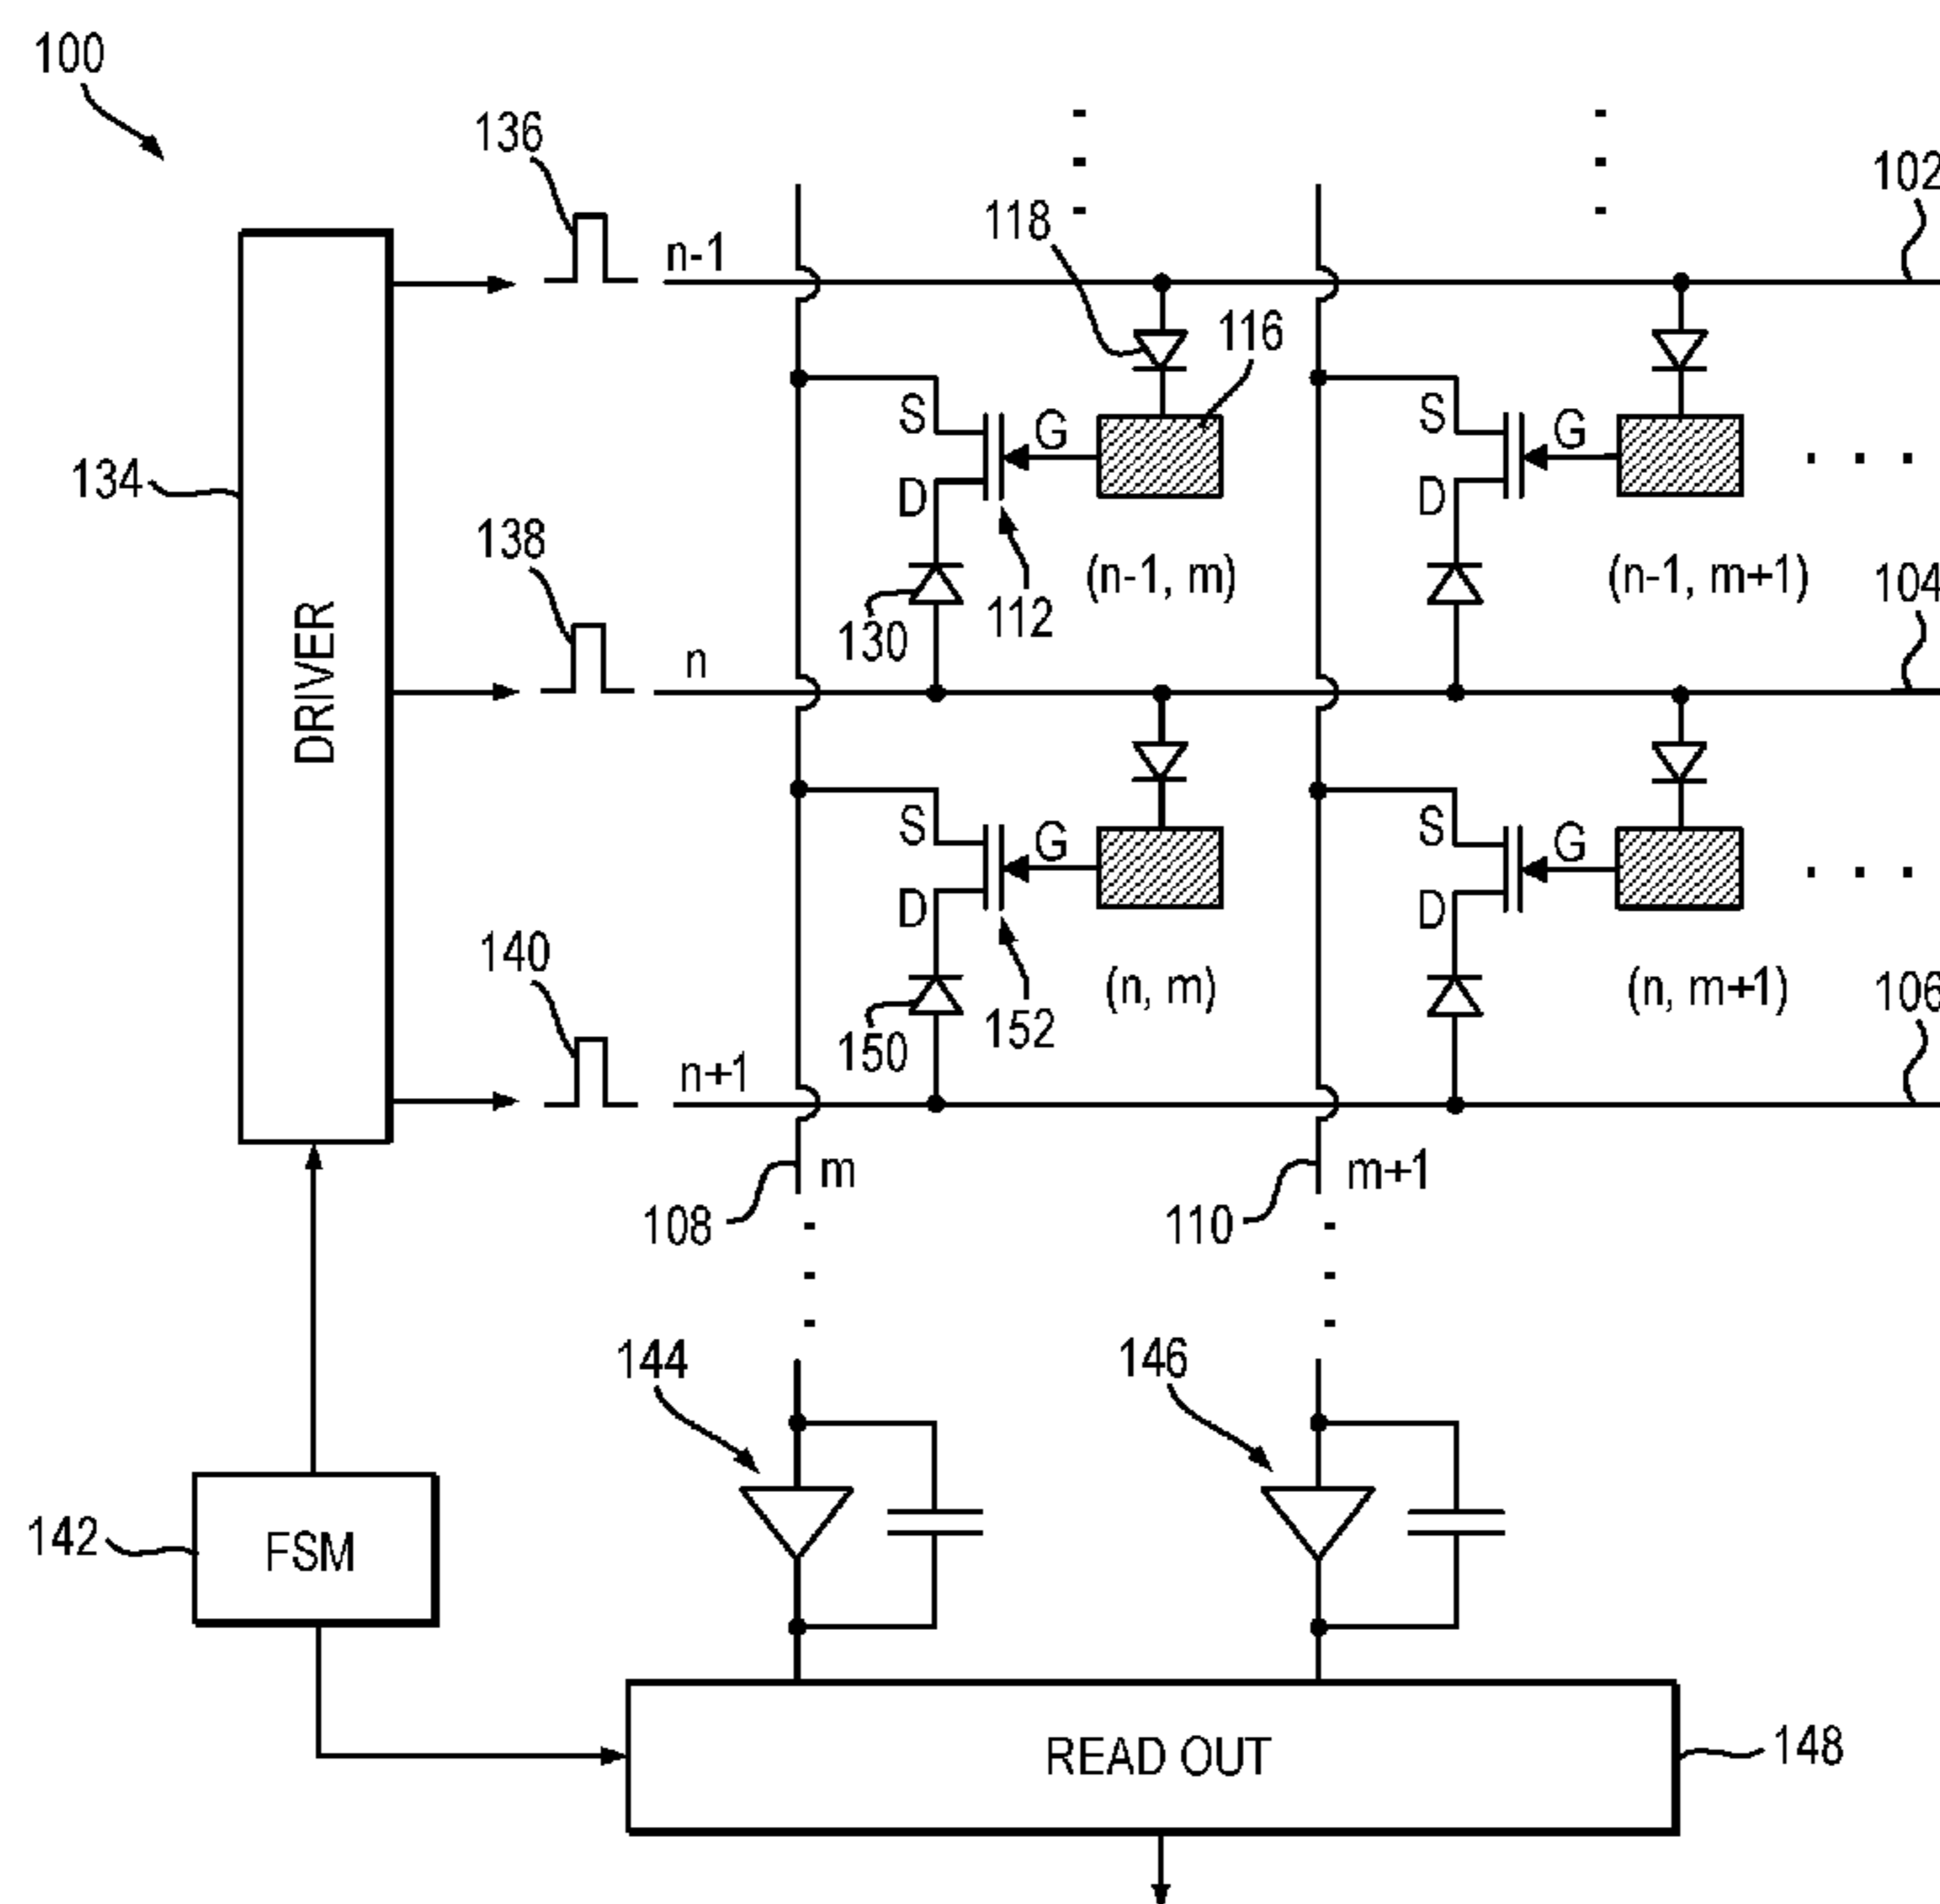 100
136
102
118
n-1
116
S
G
S
G
134
D
D
138
(n-1, m)
(n-1, m+1)
104
130
112
n
DRIVER
S
G
S
G
D
D
140
(n, m)
(n, m+1)
106
150
152
n+1
m
m+1
108
110
144
146
142
FSM
READ OUT
148